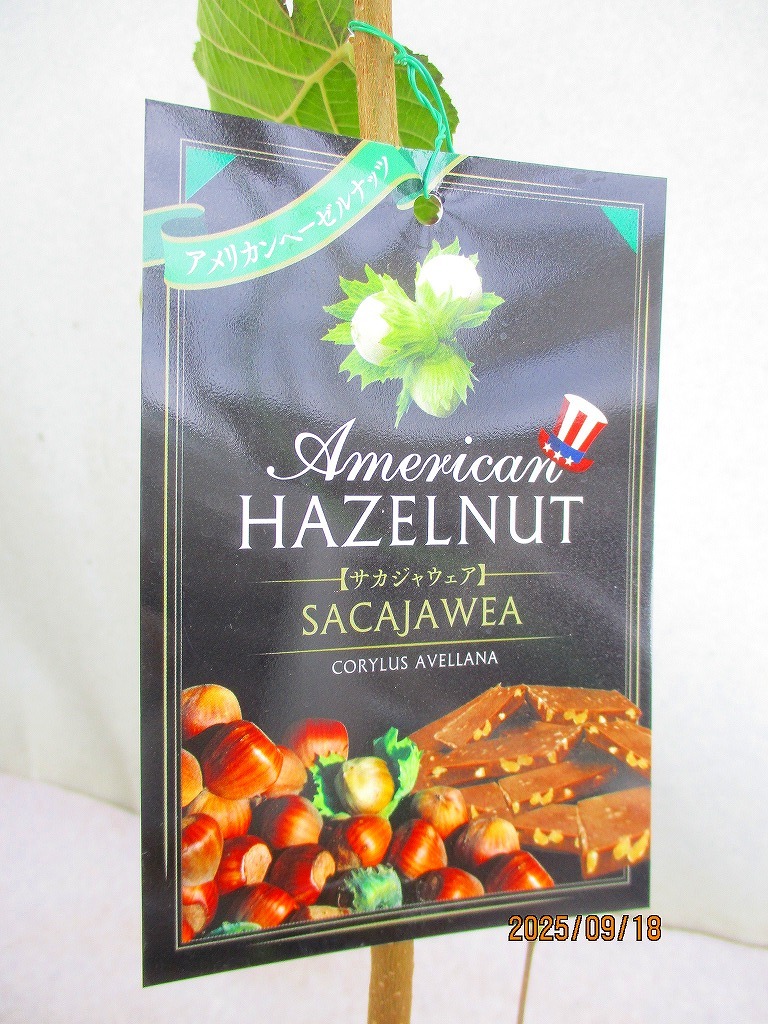 アメリカンヘーゼルナッツ
American
HAZELNUT
【サカジャウェア】
SACAJAWEA
CORYLUS AVELLANA
2025/09/18